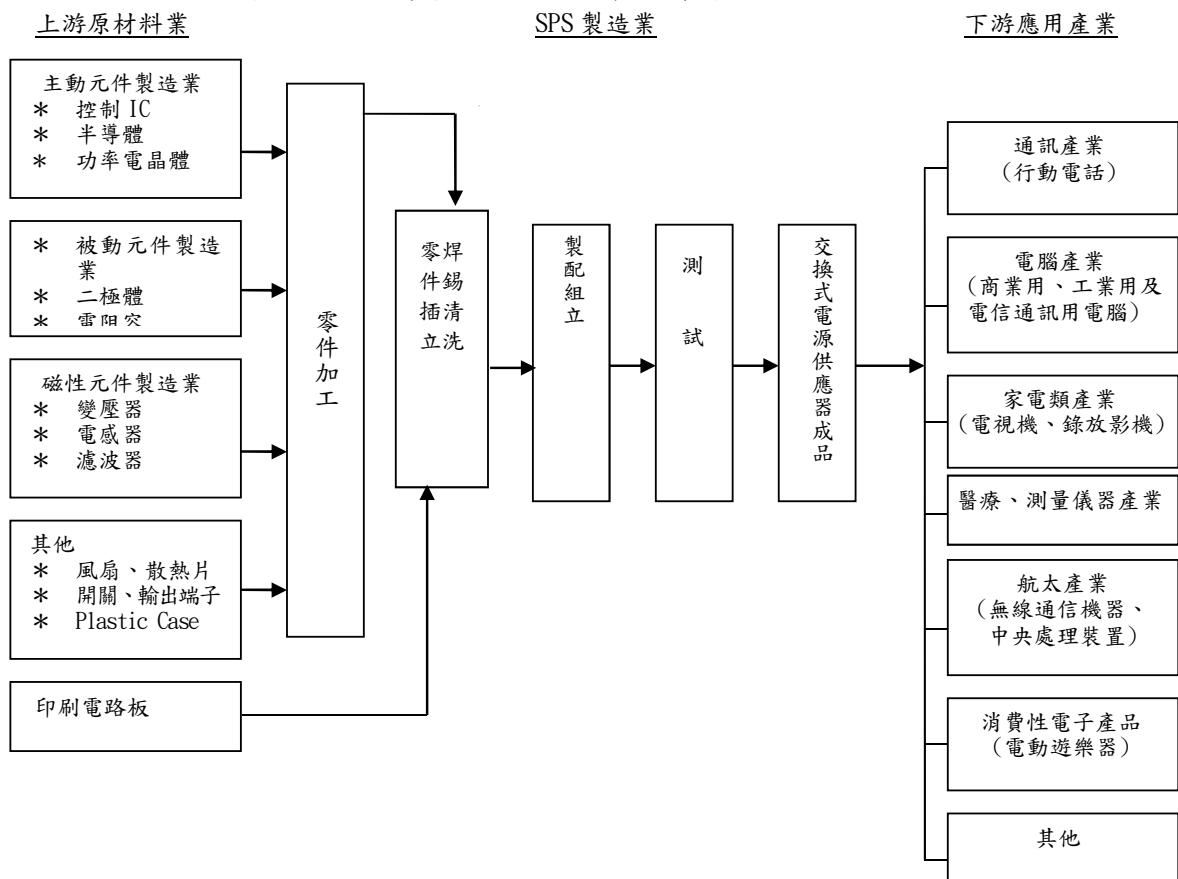 上游原材料業
SPS 製造業
下游應用產業
主動元件製造業
＊ 控制 IC
＊ 半導體
＊ 功率電晶體
＊ 被動元件製造
業
＊ 二極體
＊
磁性元件製造業
＊ 變壓器
＊ 電感器
＊ 濾波器
其他
＊ 風扇、散熱片
＊ 開關、輸出端子
＊ Plastic Case
印刷電路板
零件加工
零件插立
焊錫清洗
製配組立
測試
交換式電源供應器成品
通訊產業
（行動電話）
電腦產業
（商業用、工業用及
電信通訊用電腦）
家電類產業
（電視機、錄放影機）
醫療、測量儀器產業
航太產業
（無線通信機器、
中央處理裝置）
消費性電子產品
（電動遊樂器）
其他